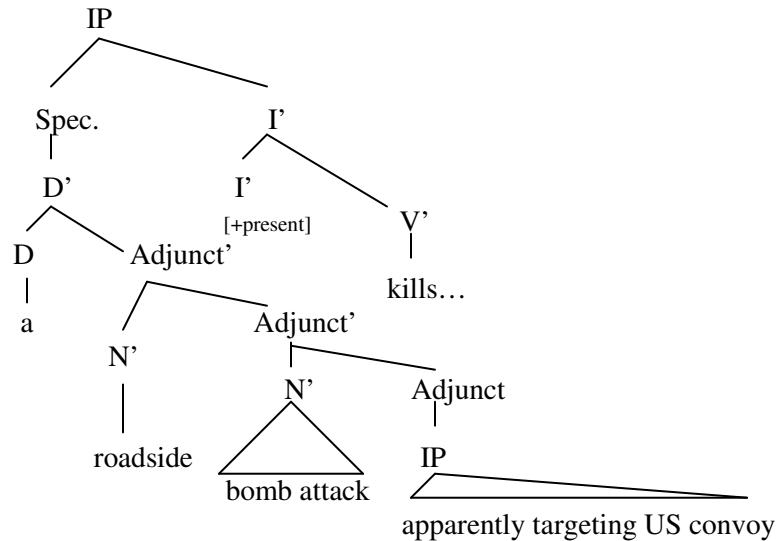 IP
Spec. I’
D’ I’
[+present] V’
D Adjunct’
kills…
a Adjunct’
N’
N’ Adjunct
roadside IP
bomb attack
apparently targeting US convoy